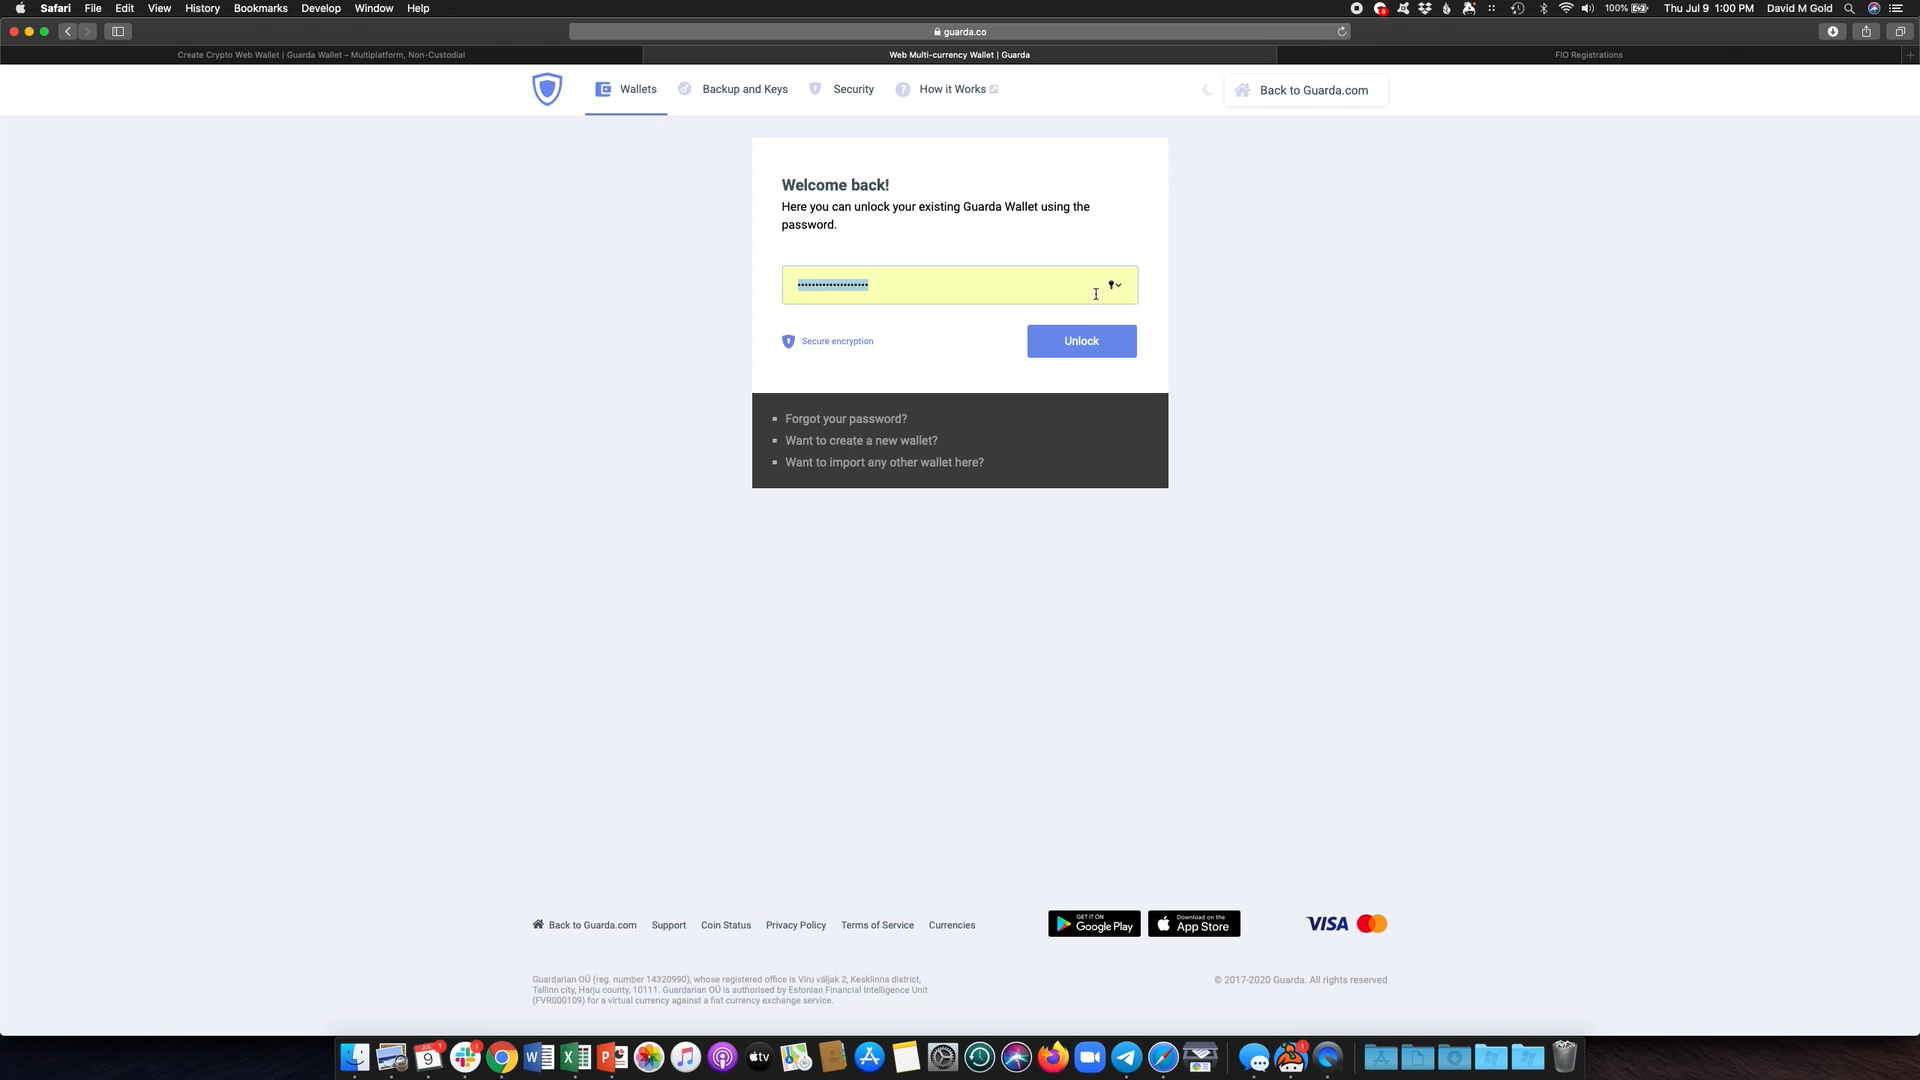 Safari File Edit View History Bookmarks Develop Window Help 100% Thu Jul 9 1:00 PM David M Gold
guarda.co
Create Crypto Web Wallet | Guarda Wallet – Multiplatform, Non-Custodial Web Multi-currency Wallet | Guarda FIO Registrations
Wallets Backup and Keys Security How it Works Back to Guarda.com
Welcome back!
Here you can unlock your existing Guarda Wallet using the
password.
••••••••••••••••••••
Secure encryption Unlock
Forgot your password?
Want to create a new wallet?
Want to import any other wallet here?
Back to Guarda.com Support Coin Status Privacy Policy Terms of Service Currencies GET IT ON Google Play Download on the App Store VISA
Guardarian OÜ (reg. number 14320990), whose registered office is Viru väljak 2, Kesklinna district, © 2017-2020 Guarda. All rights reserved
Tallinn city, Harju county, 10111. Guardarian OÜ is authorised by Estonian Financial Intelligence Unit
(FVR000109) for a virtual currency against a fiat currency exchange service.
JUL 9 1 1 W X P tv 1